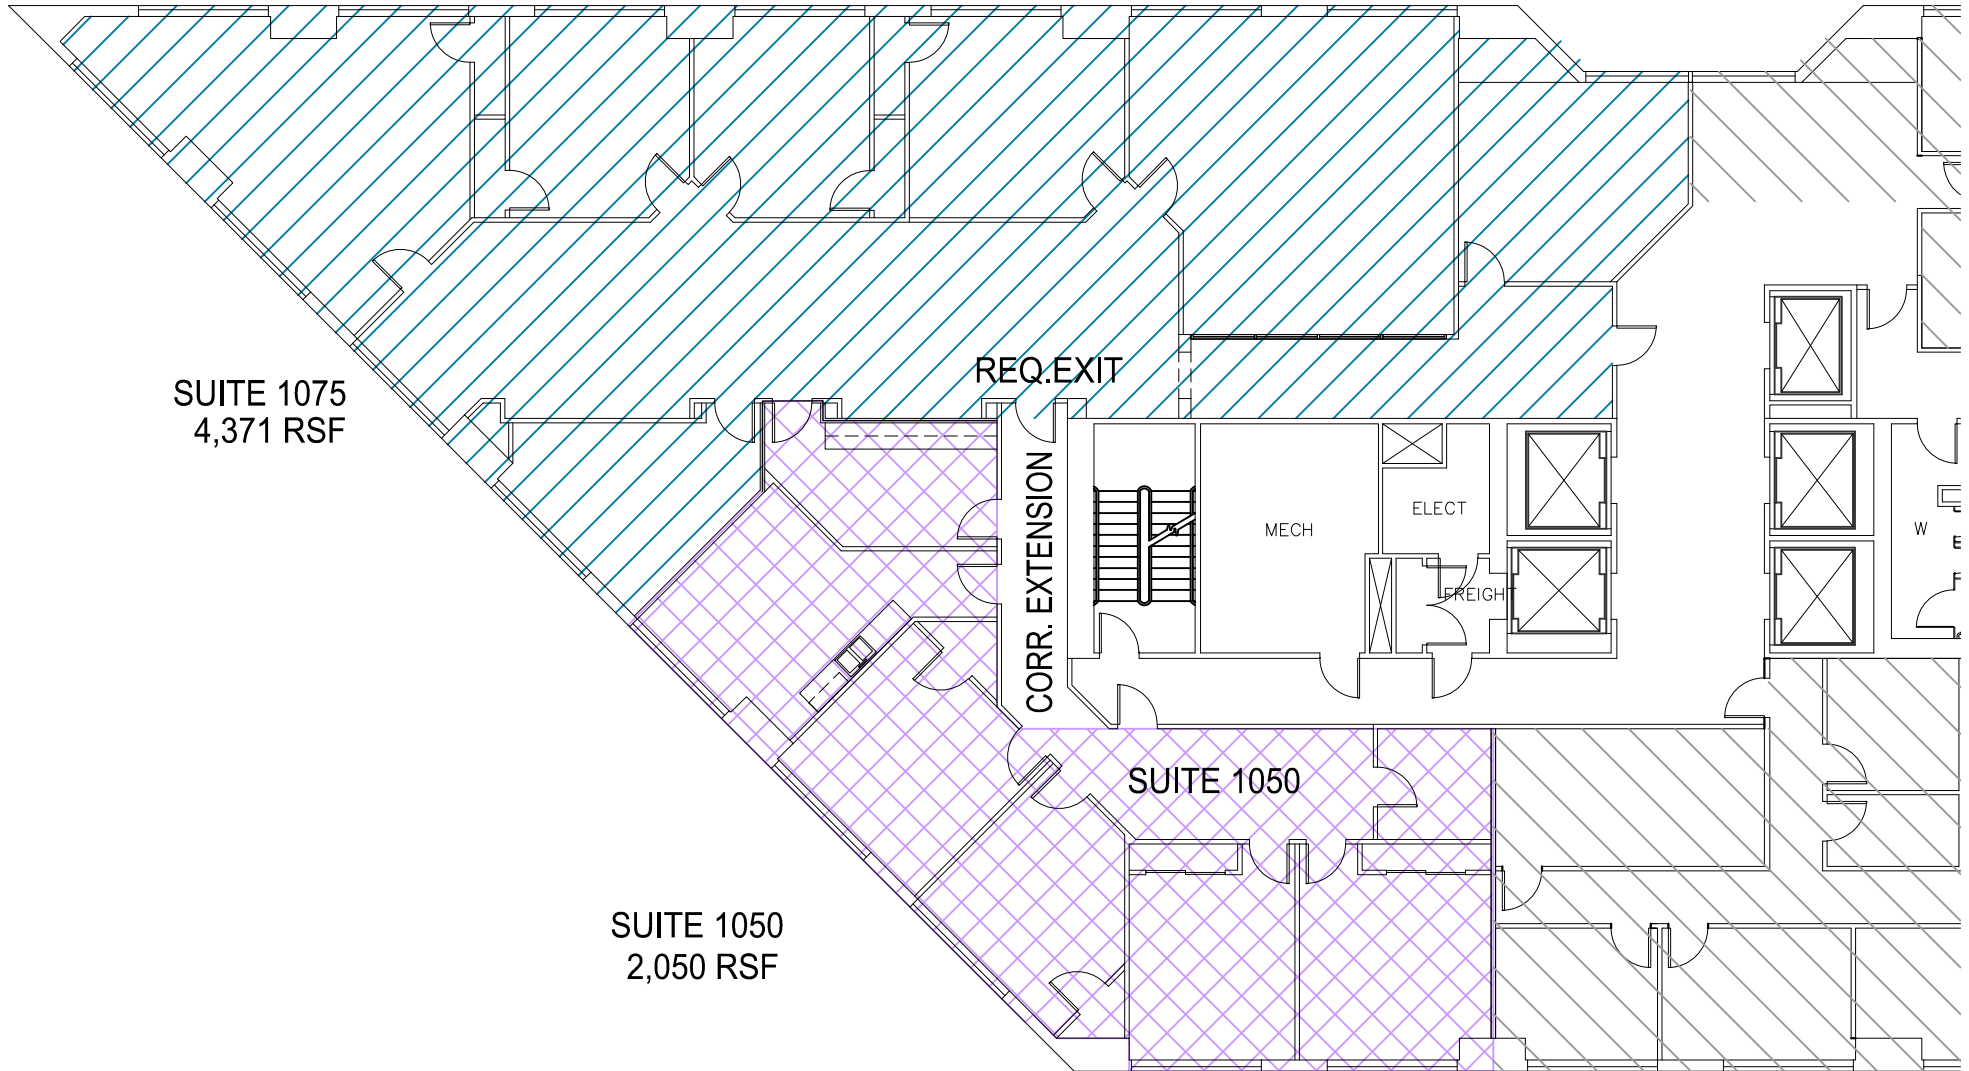 REQ.EXIT
SUITE 1075
4,371 RSF
CORR. EXTENSION
ELECT
MECH
W
FREIGHT
SUITE 1050
SUITE 1050
2,050 RSF